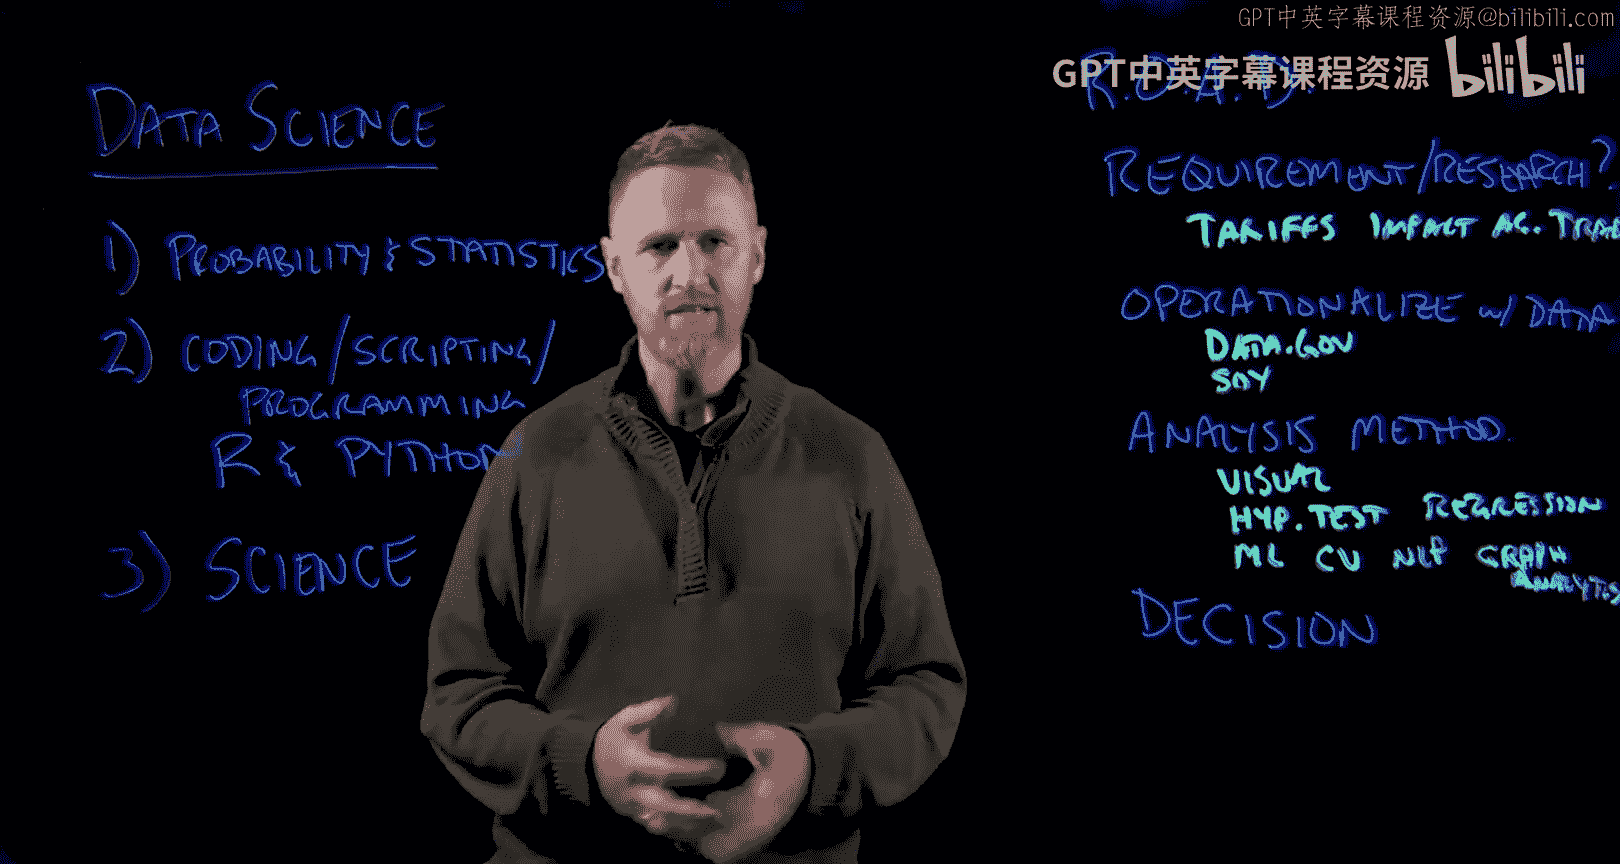 GPT中英字幕课程资源@bilibili.com
GPT中英字幕课程资源 bilibili
DATA SCIENCE
1) PROBABILITY & STATISTICS
2) CODING/SCRIPTING/
PROGRAMMING
R & PYTHON
3) SCIENCE
R.O.A.D.
REQUIREMENT/RESEARCH?
TARIFFS IMPACT AG.
OPERATIONALIZE W/ DATA
DATA.GOV
SOY
ANALYSIS METHOD.
VISUAL
HYP. TEST REGRESSION
ML CV NLP GRAPH
ANALYTICS
DECISION